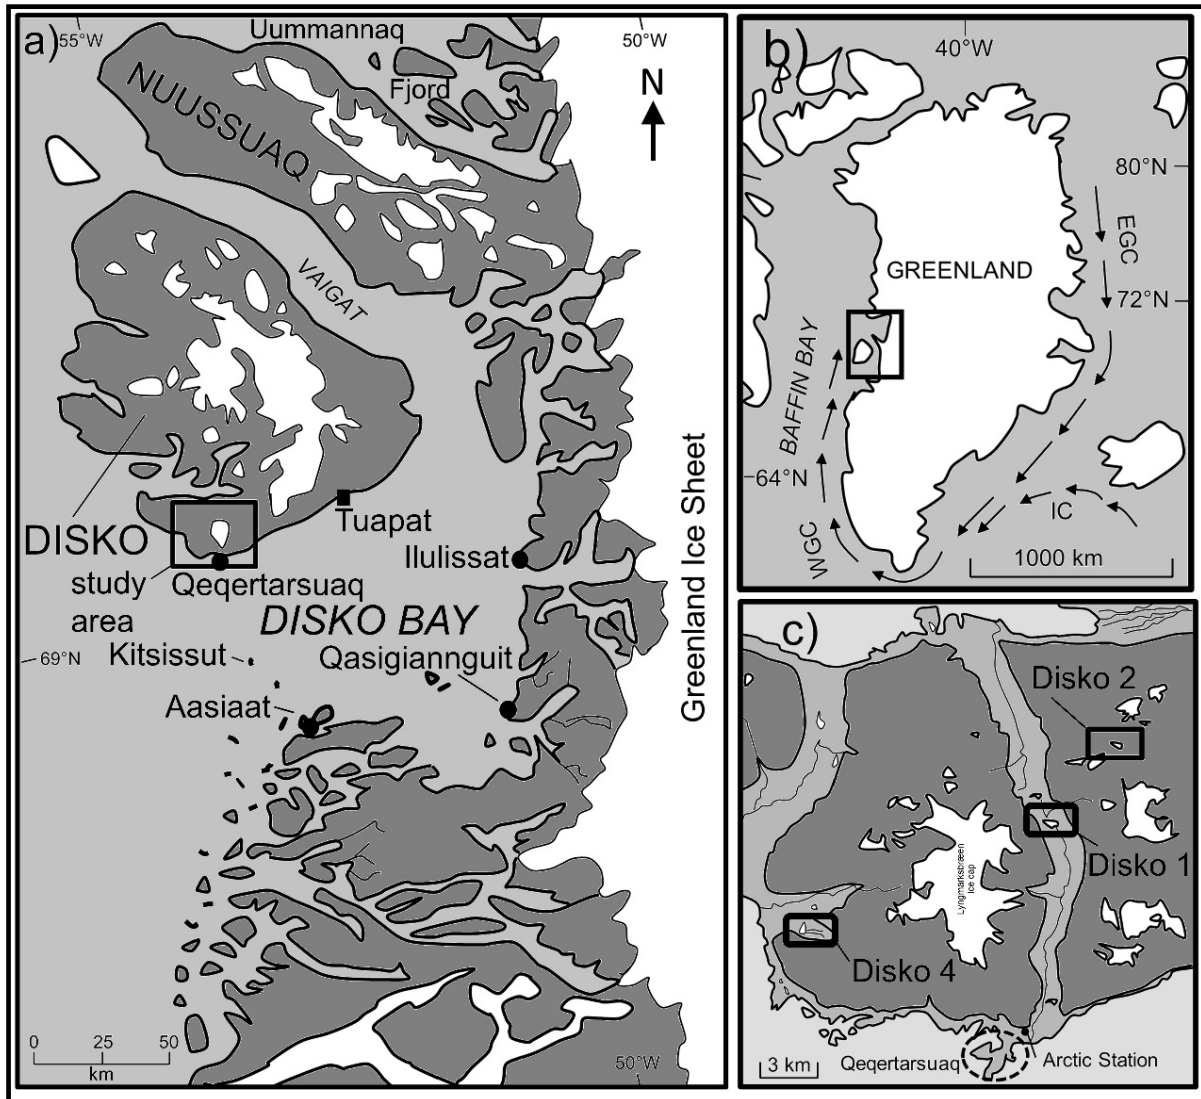 a)
55°W
Uummannaq
50°W
Fjord
N
NUUSSUAQ
VAIGAT
DISKO
study
area
Qeqertarsuaq
Tuapat
Ilulissat
DISKO BAY
69°N
Kitsissut
Qasigiannguit
Aasiaat
Greenland Ice Sheet
0 25 50
km
50°W
b)
40°W
80°N
EGC
GREENLAND
72°N
BAFFIN BAY
64°N
WGC
IC
1000 km
c)
Disko 2
Disko 1
Lyngmarksbræen
Ice cap
Disko 4
3 km
Qeqertarsuaq
Arctic Station